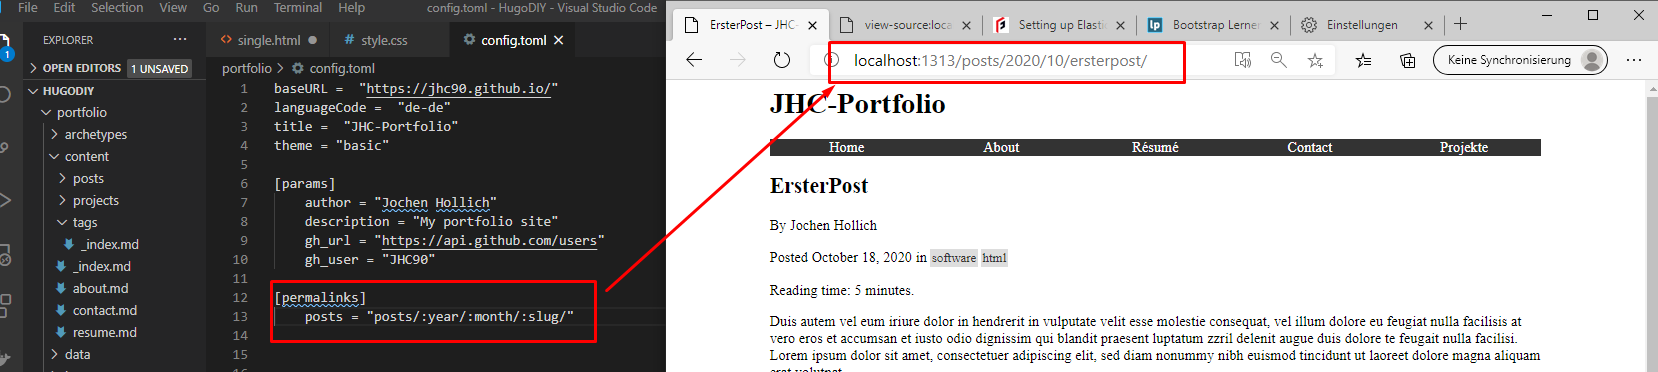 File Edit Selection View Go Run Terminal Help config.toml - HugoDIY - Visual Studio Code
EXPLORER ···
OPEN EDITORS 1 UNSAVED
HUGODIY
portfolio
archetypes
content
posts
projects
tags
_index.md
_index.md
about.md
contact.md
resume.md
data
1
single.html
style.css
config.toml
portfolio > config.toml
1 baseURL = "https://jhc90.github.io/"
2 languageCode = "de-de"
3 title = "JHC-Portfolio"
4 theme = "basic"
5
6 [params]
7 author = "Jochen Hollich"
8 description = "My portfolio site"
9 gh_url = "https://api.github.com/users"
10 gh_user = "JHC90"
11
12 [permalinks]
13 posts = "posts/:year/:month/:slug/"
14
15
ErsterPost – JHC-
view-source:loca
Setting up Elasti
lp Bootstrap Lerner
Einstellungen
localhost:1313/posts/2020/10/ersterpost/
Keine Synchronisierung
JHC-Portfolio
Home About Résumé Contact Projekte
ErsterPost
By Jochen Hollich
Posted October 18, 2020 in software html
Reading time: 5 minutes.
Duis autem vel eum iriure dolor in hendrerit in vulputate velit esse molestie consequat, vel illum dolore eu feugiat nulla facilisis at
vero eros et accumsan et iusto odio dignissim qui blandit praesent luptatum zzril delenit augue duis dolore te feugait nulla facilisi.
Lorem ipsum dolor sit amet, consectetuer adipiscing elit, sed diam nonummy nibh euismod tincidunt ut laoreet dolore magna aliquam
erat volutpat.